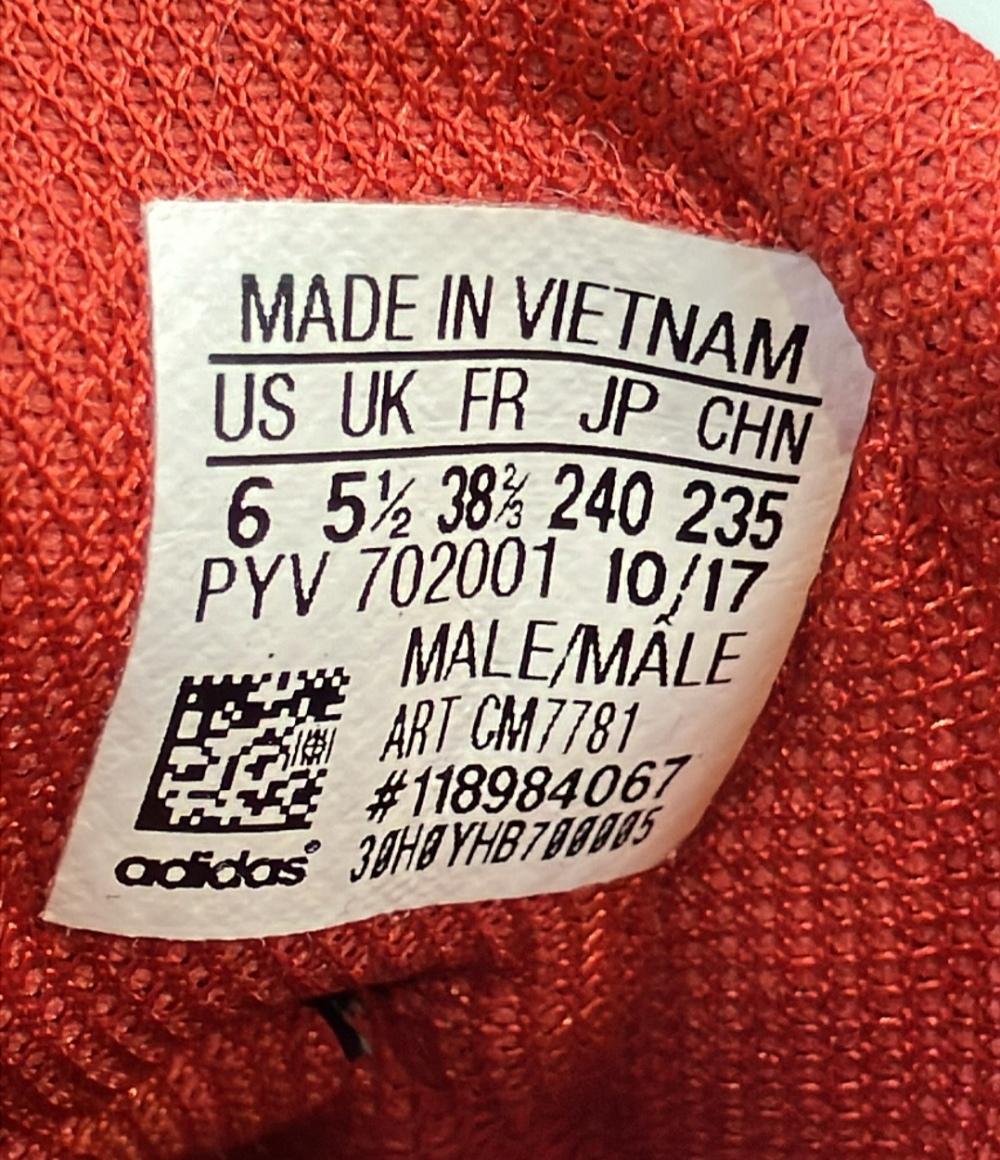 MADE IN VIETNAM
US UK FR JP CHN
6 5½ 38⅔ 240 235
PYV 702001 10/17
MALE/MÂLE
ART CM7781
#118984067
30H0YHB700005
adidas®